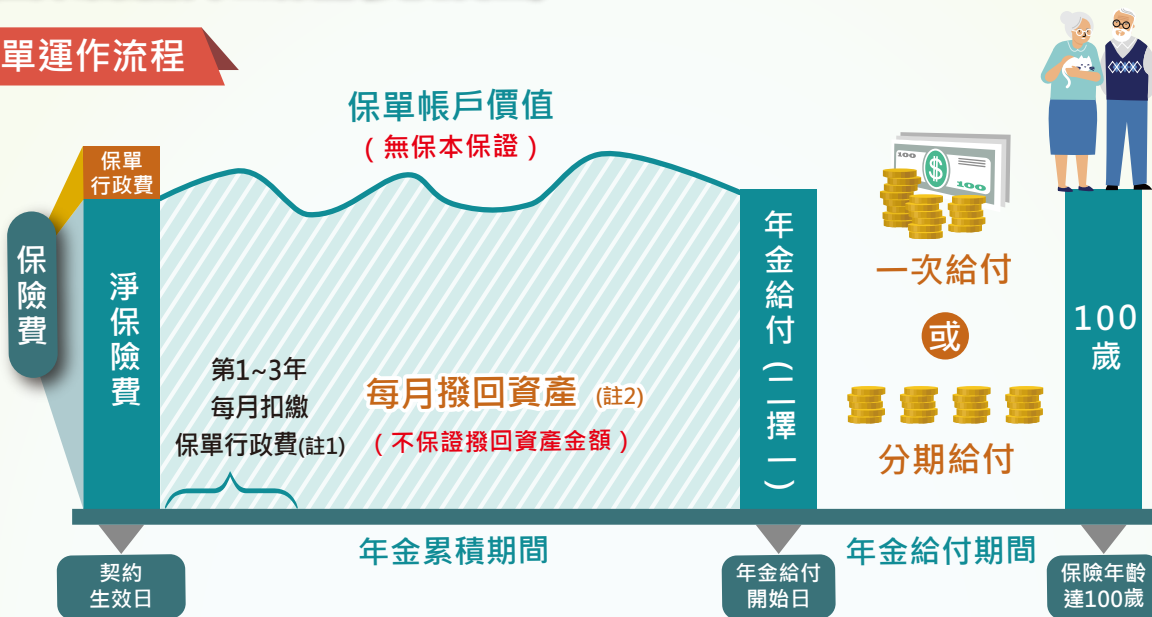 單運作流程
保單帳戶價值
（無保本保證）
保單
行政費
保險費
淨保險費
第1~3年
每月扣繳
保單行政費(註1)
每月撥回資產 (註2)
（不保證撥回資產金額）
年金給付（二擇一）
100
100
一次給付
或
分期給付
100
歲
年金累積期間
年金給付期間
契約
生效日
年金給付
開始日
保險年齡
達100歲